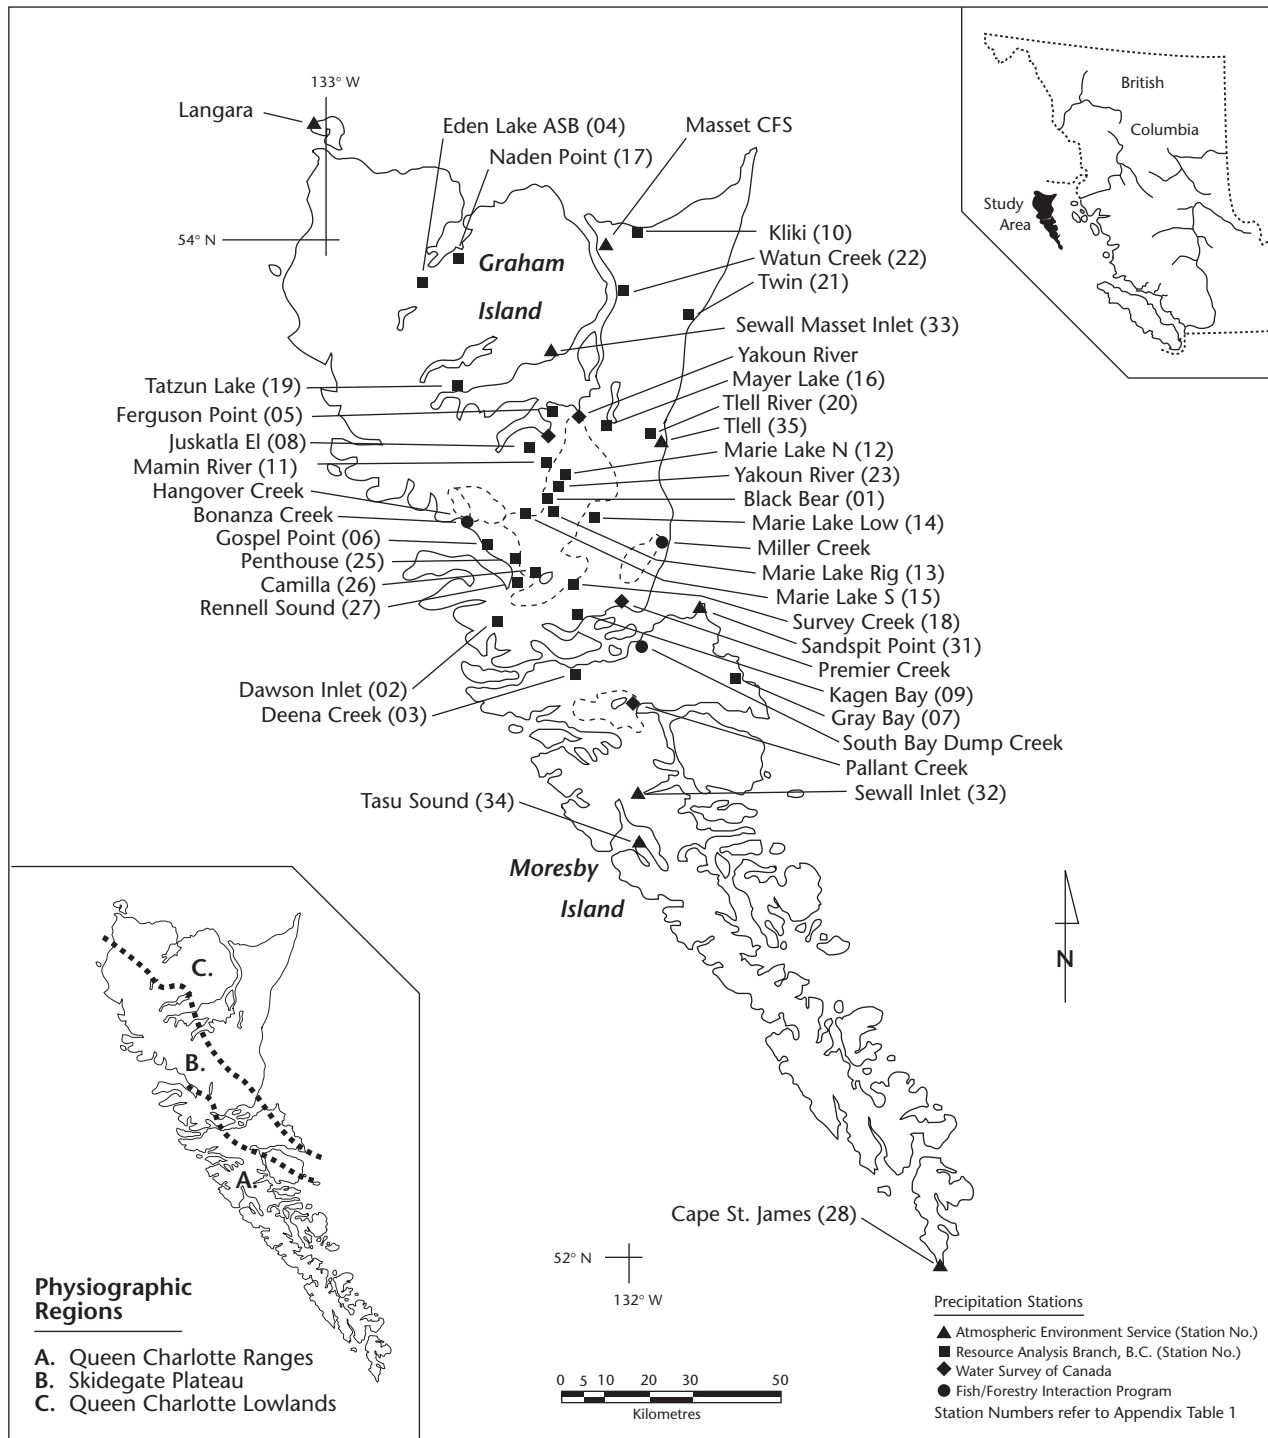 133° W
Langara
Eden Lake ASB (04)
Masset CFS
Naden Point (17)
54° N
Graham
Island
Kliki (10)
Watun Creek (22)
Twin (21)
Sewall Masset Inlet (33)
Yakoun River
Mayer Lake (16)
Tlell River (20)
Tlell (35)
Marie Lake N (12)
Yakoun River (23)
Black Bear (01)
Marie Lake Low (14)
Miller Creek
Marie Lake Rig (13)
Marie Lake S (15)
Survey Creek (18)
Sandspit Point (31)
Premier Creek
Kagen Bay (09)
Gray Bay (07)
South Bay Dump Creek
Pallant Creek
Sewall Inlet (32)
Tatzun Lake (19)
Ferguson Point (05)
Juskatla El (08)
Mamin River (11)
Hangover Creek
Bonanza Creek
Gospel Point (06)
Penthouse (25)
Camilla (26)
Rennell Sound (27)
Dawson Inlet (02)
Deena Creek (03)
Tasu Sound (34)
Moresby
Island
N
Cape St. James (28)
52° N
132° W
British
Columbia
Study
Area
C.
B.
A.
Physiographic
Regions
A. Queen Charlotte Ranges
B. Skidegate Plateau
C. Queen Charlotte Lowlands
0 5 10 20 30 50
Kilometres
Precipitation Stations
Atmospheric Environment Service (Station No.)
Resource Analysis Branch, B.C. (Station No.)
Water Survey of Canada
Fish/Forestry Interaction Program
Station Numbers refer to Appendix Table 1